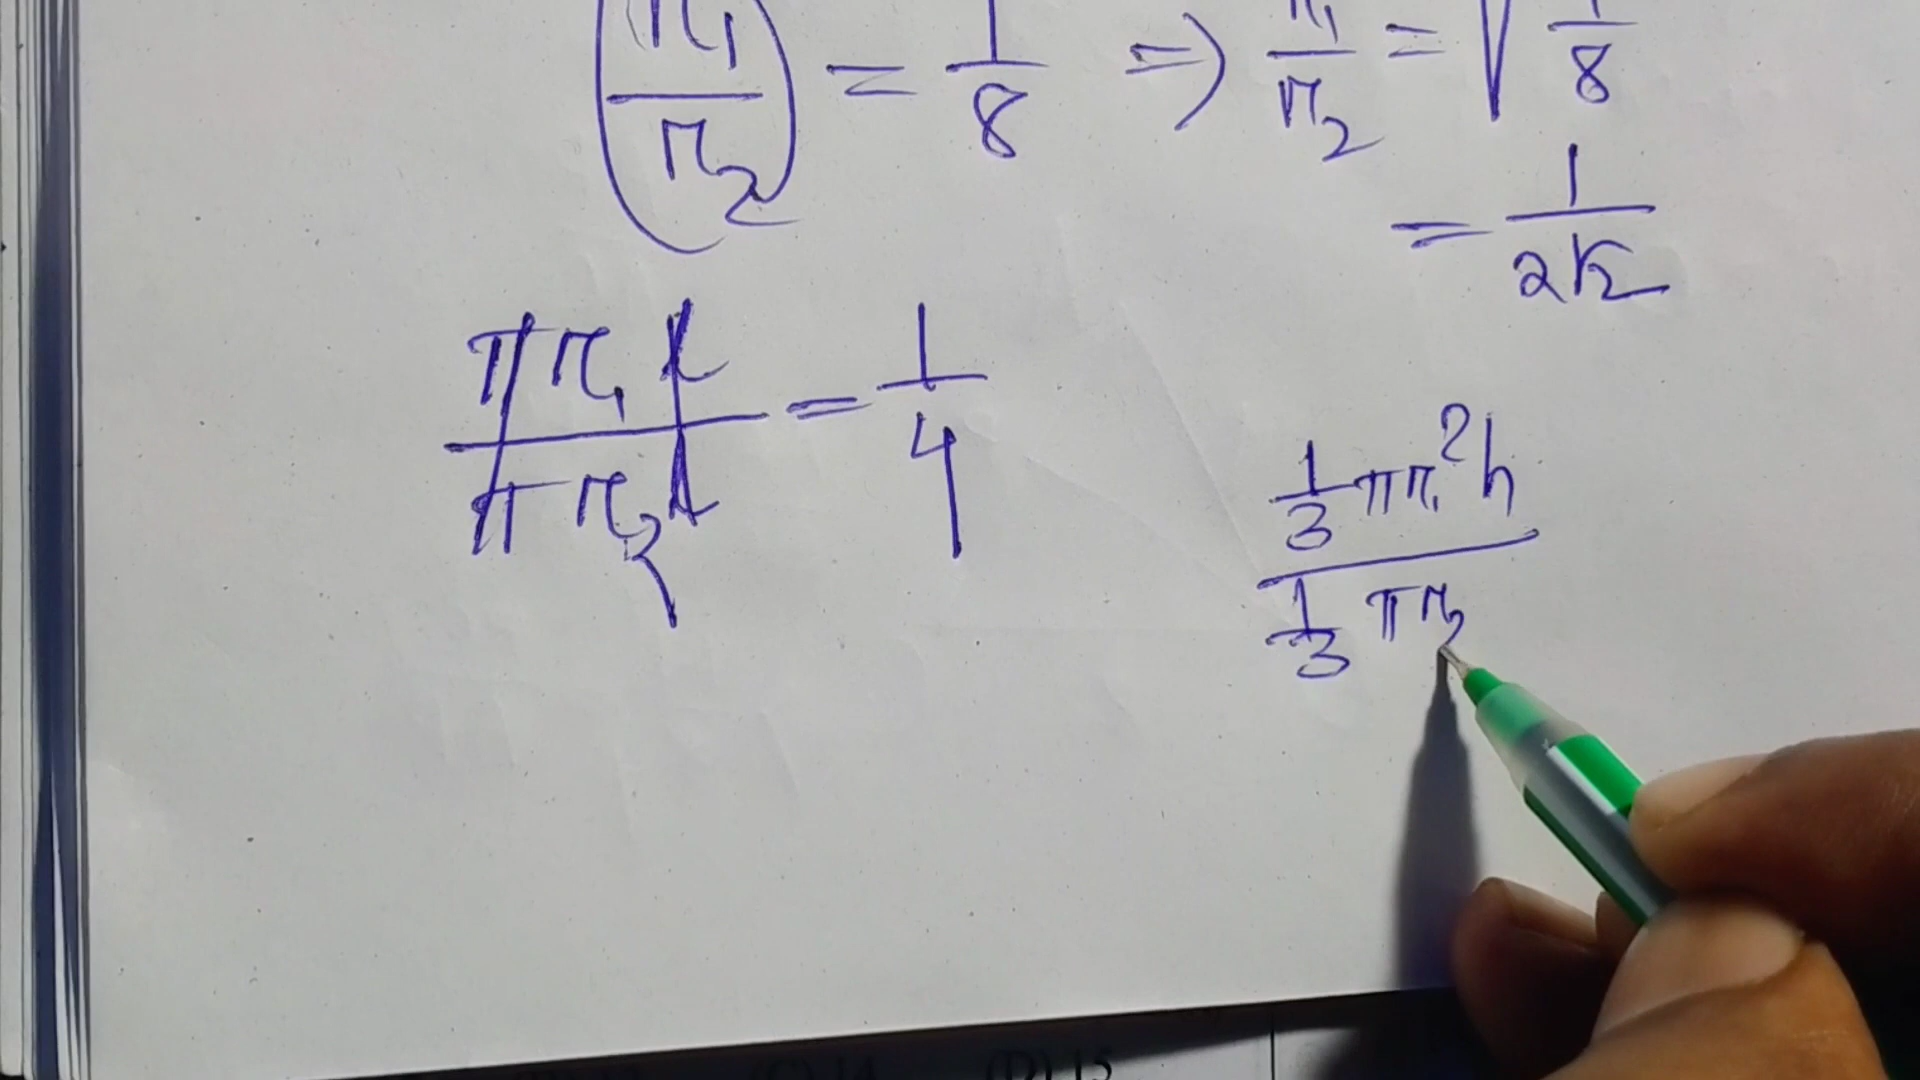 (r₁/r₂) = 1/8 ⇒ r₁/r₂ = √(1/8)
= 1/(2√2)
πr₁l/πr₂l = 1/4
(1/3 πr₁²h)/(1/3 πr₂
(D) 15